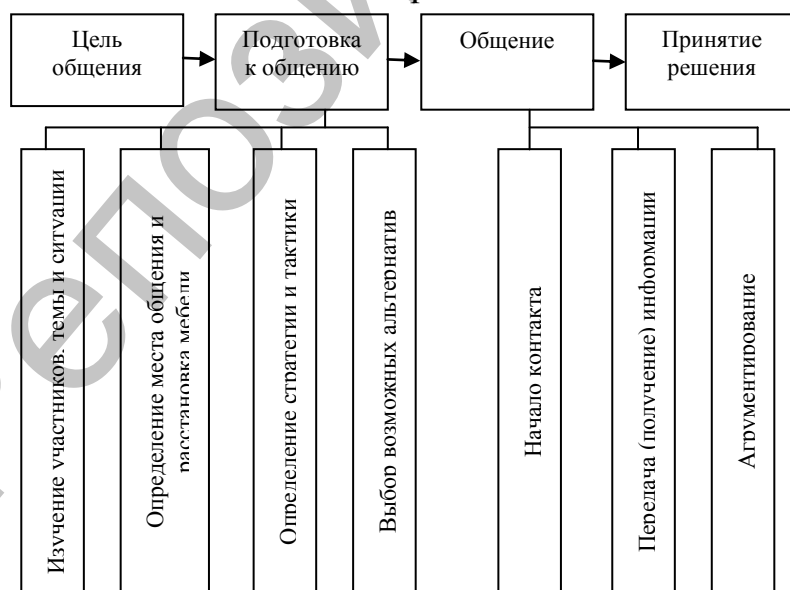 Цель
общения
Подготовка
к общению
Общение
Принятие
решения
Изучение участников, темы и ситуации
Определение места общения и
расстановка мебели
Определение стратегии и тактики
Выбор возможных альтернатив
Начало контакта
Передача (получение) информации
Агрументирование